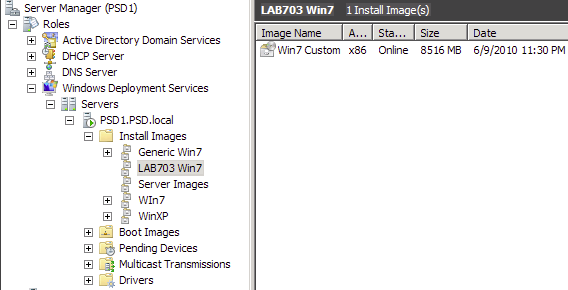 Server Manager (PSD1)
Roles
Active Directory Domain Services
DHCP Server
DNS Server
Windows Deployment Services
Servers
PSD1.PSD.local
Install Images
Generic Win7
LAB703 Win7
Server Images
WIn7
WinXP
Boot Images
Pending Devices
Multicast Transmissions
Drivers
LAB703 Win7 1 Install Image(s)
Image Name A... Sta... Size Date
Win7 Custom x86 Online 8516 MB 6/9/2010 11:30 PM